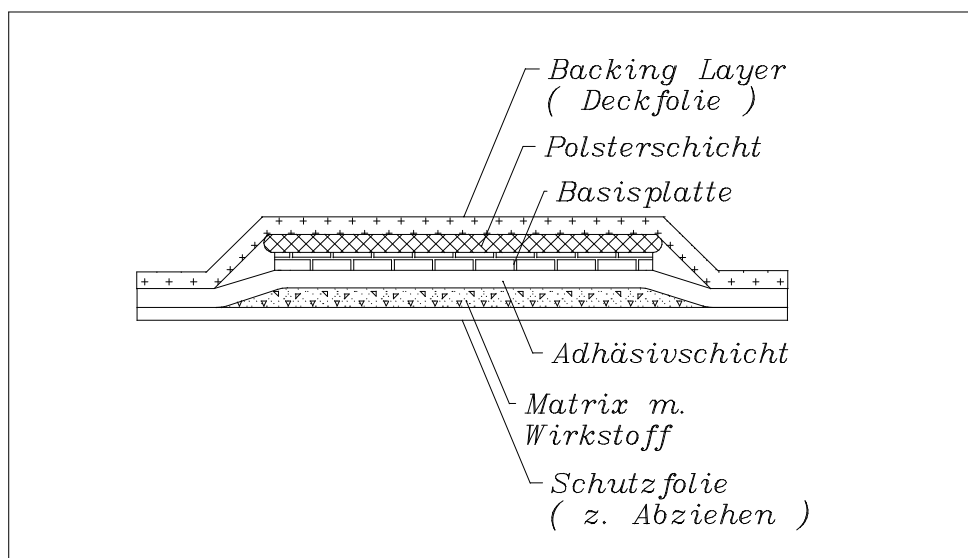 Backing Layer
( Deckfolie )
Polsterschicht
Basisplatte
Adhäsivschicht
Matrix m.
Wirkstoff
Schutzfolie
( z. Abziehen )